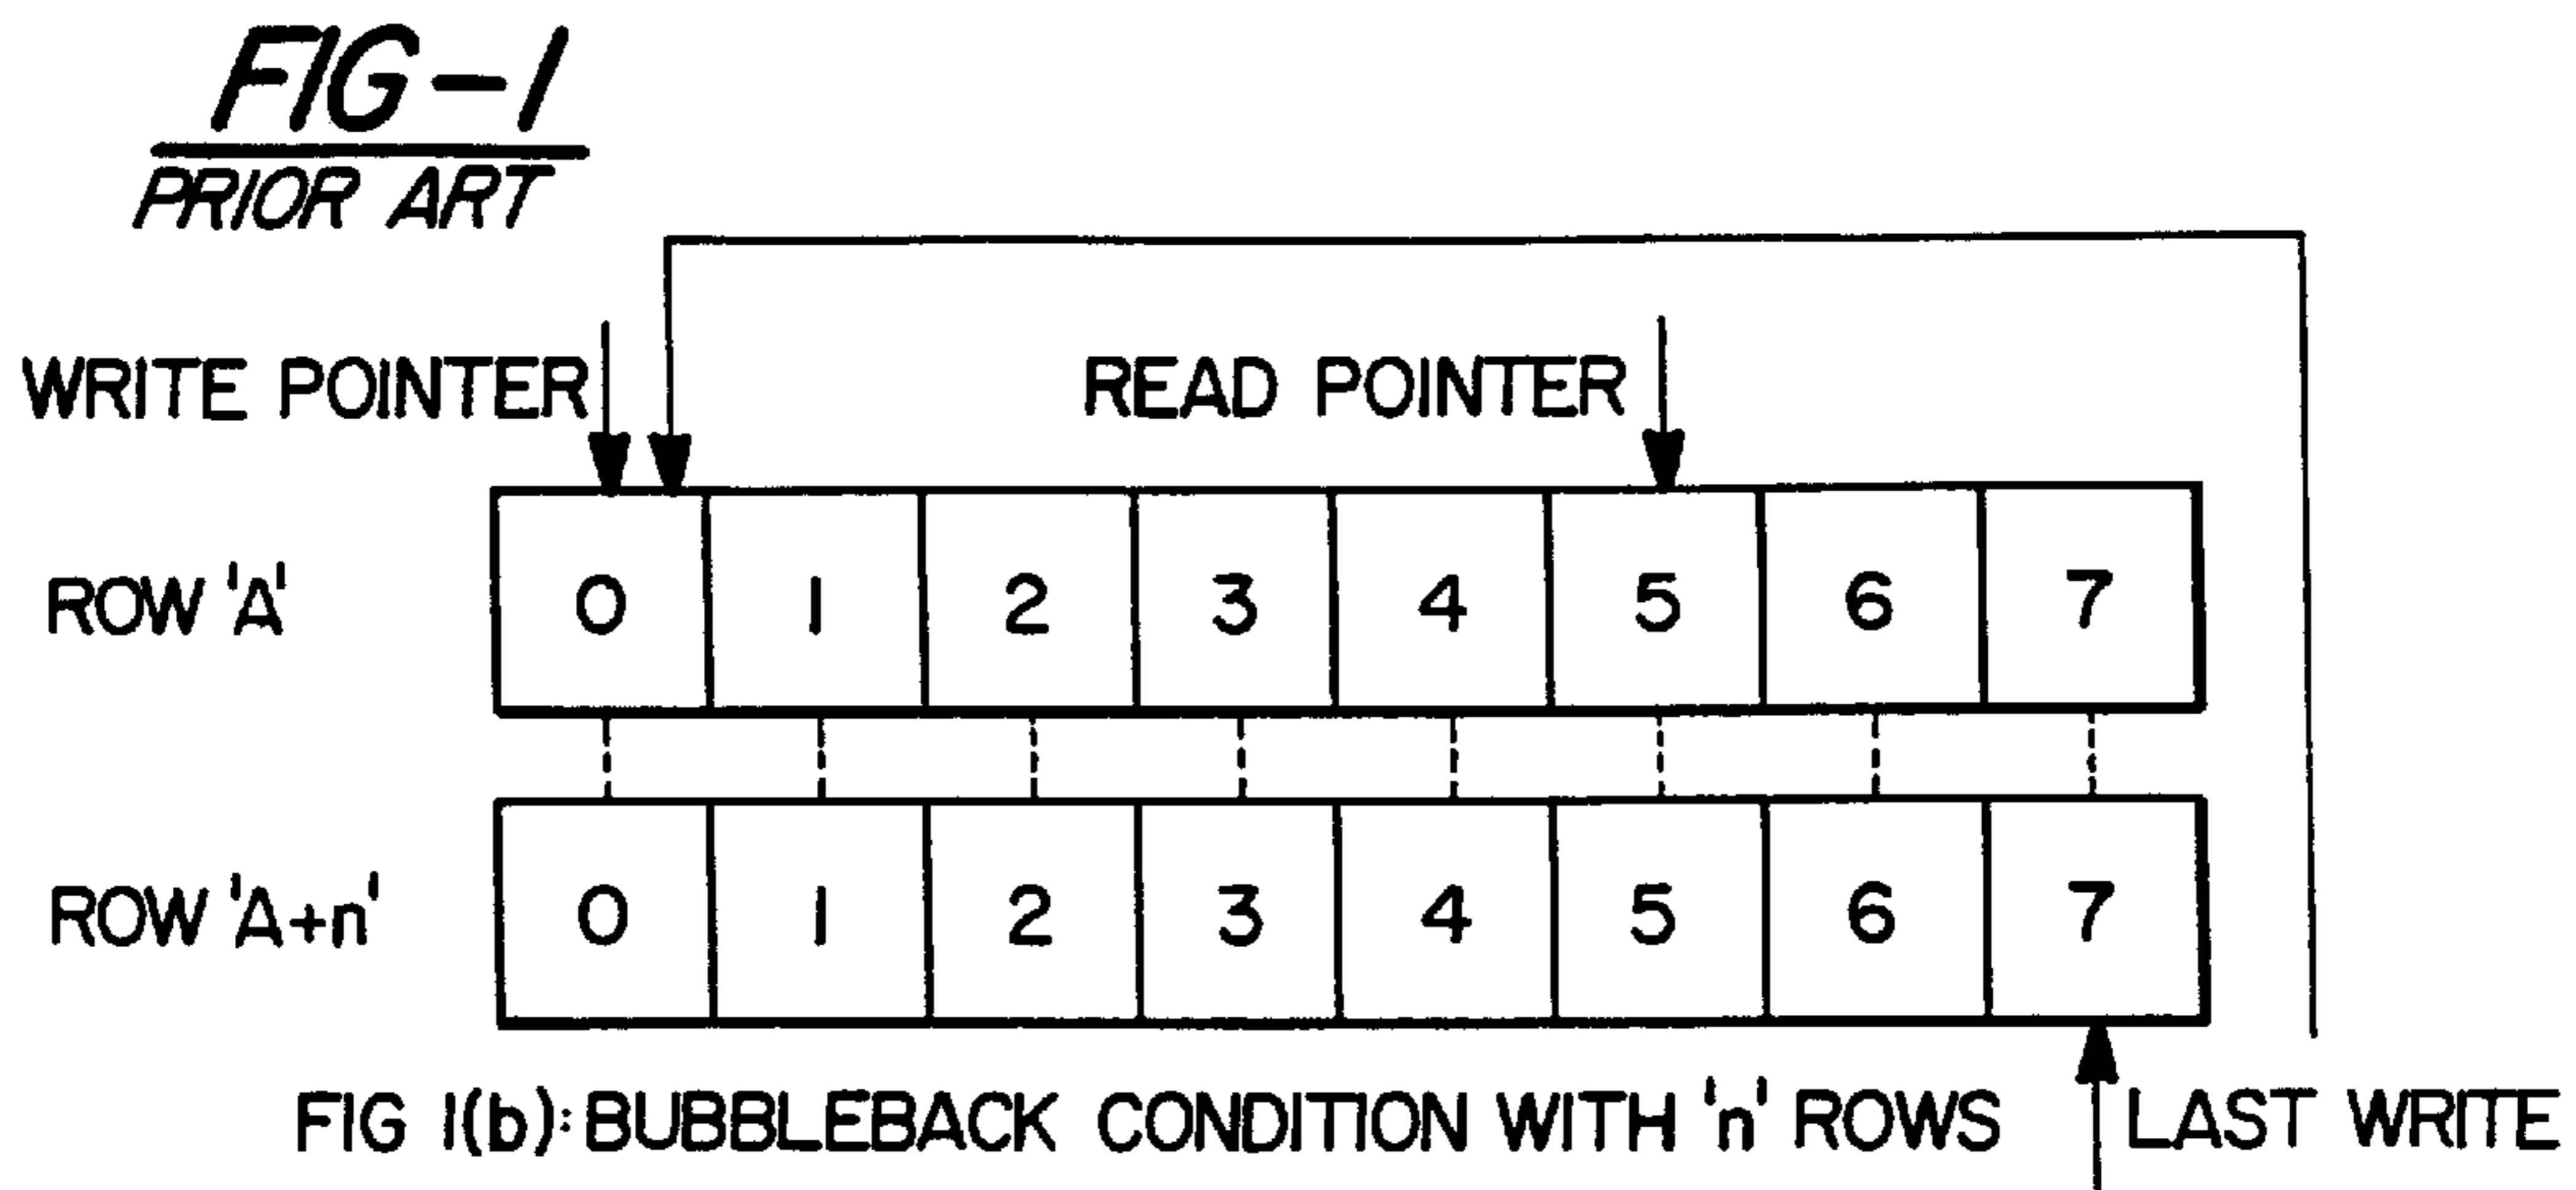 FIG-1
PRIOR ART
WRITE POINTER READ POINTER
ROW 'A' 0 1 2 3 4 5 6 7
ROW 'A+n' 0 1 2 3 4 5 6 7
FIG 1(b): BUBBLEBACK CONDITION WITH 'n' ROWS LAST WRITE